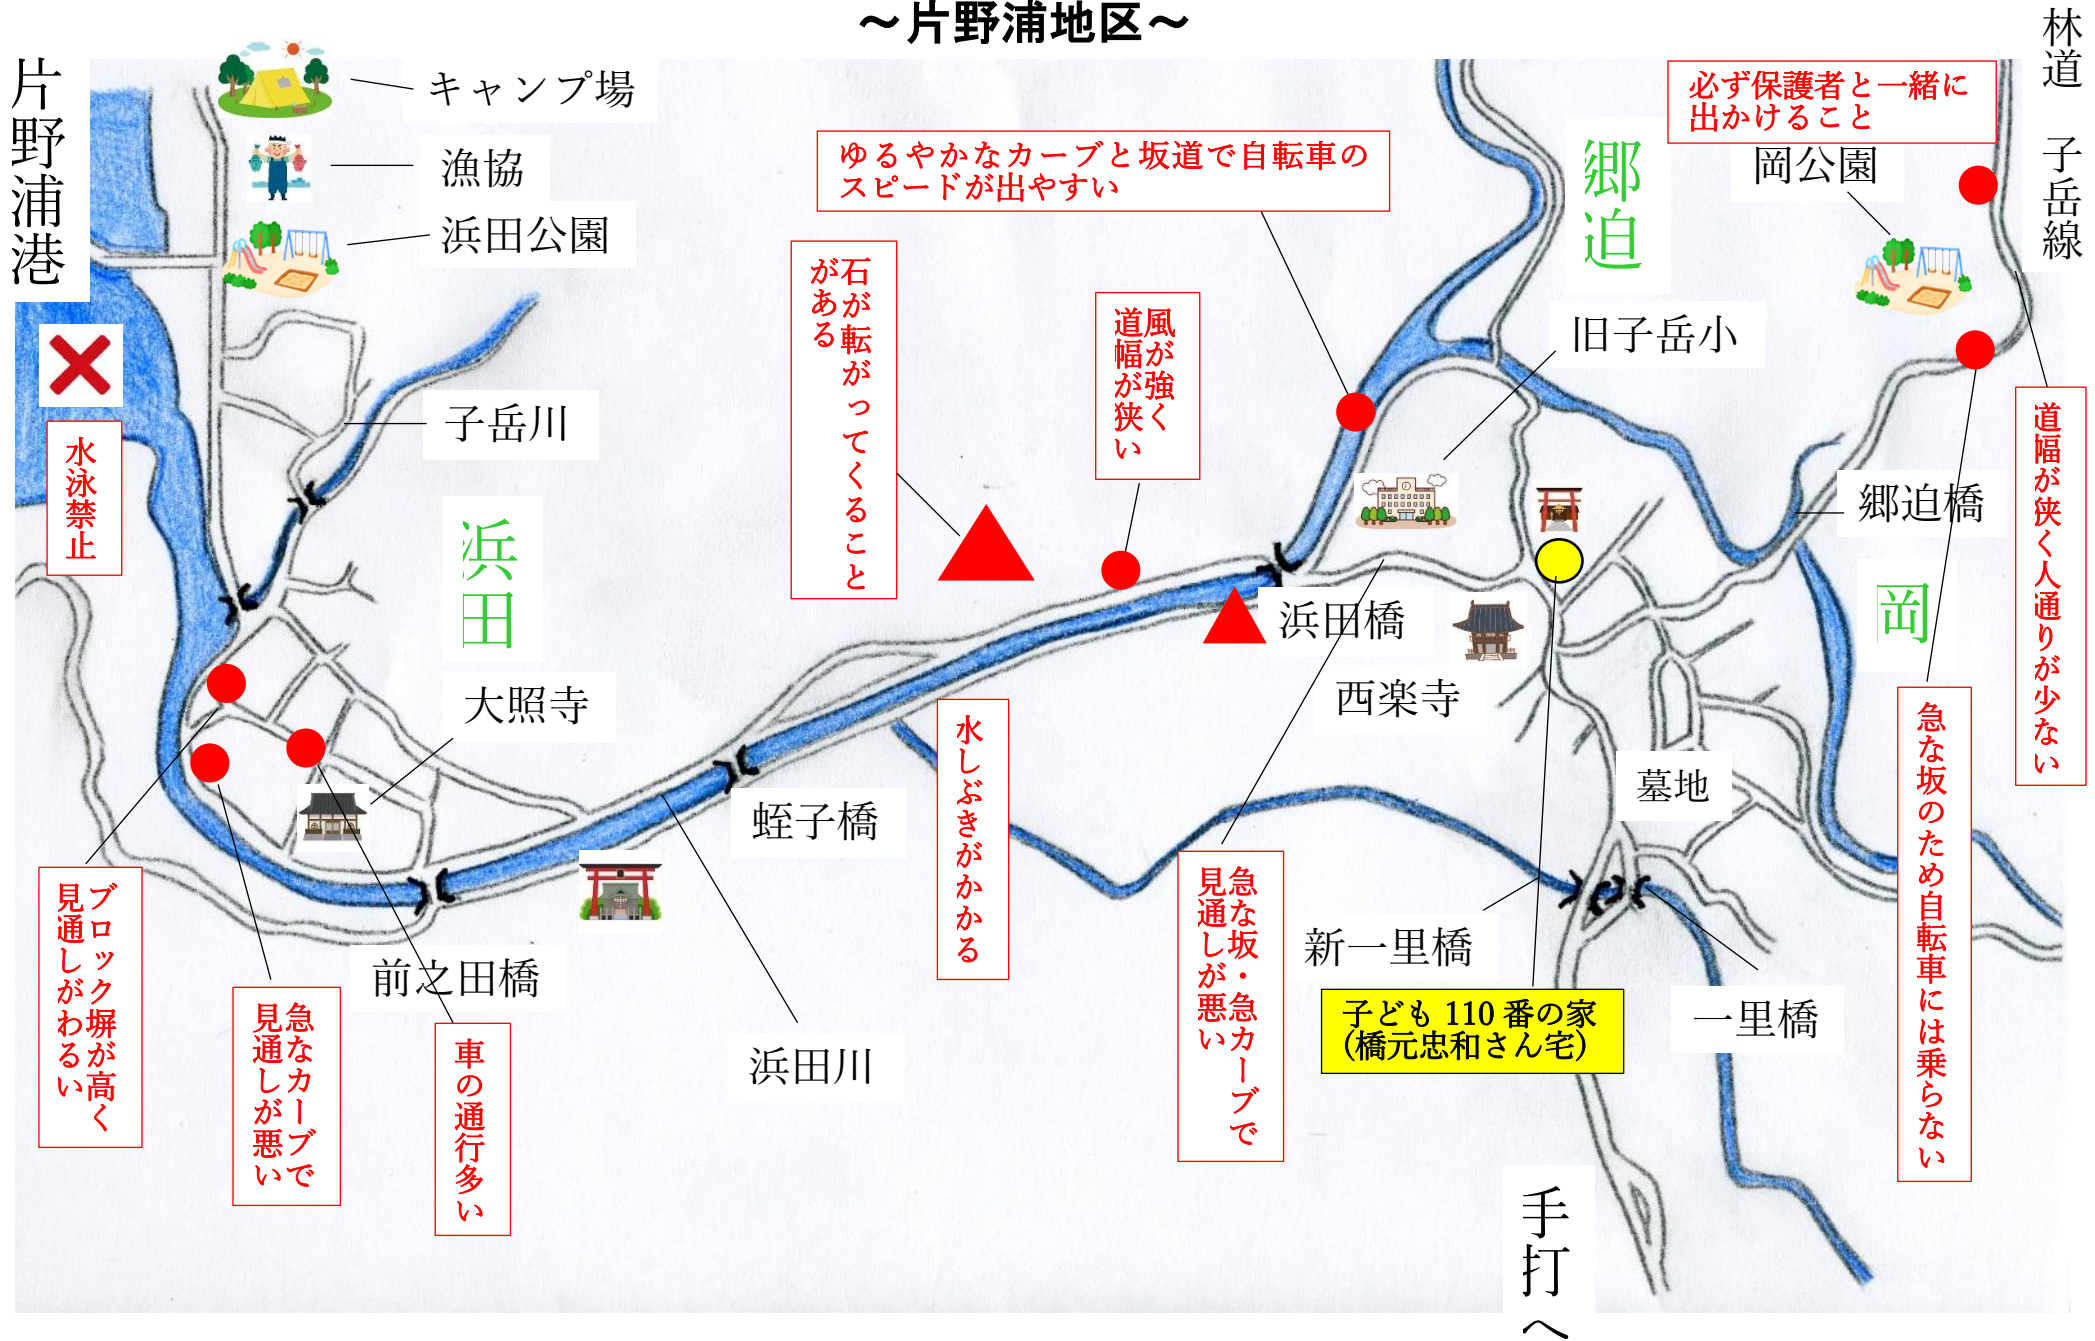 ～片野浦地区～
片野浦港
キャンプ場
漁協
浜田公園
水泳禁止
子岳川
浜田
大照寺
石が転がってくること
がある
ゆるやかなカーブと坂道で自転車の
スピードが出やすい
風が強く
道幅が狭い
郷迫
必ず保護者と一緒に
出かけること
岡公園
林道 子岳線
旧子岳小
郷迫橋
岡
道幅が狭く人通りが少ない
急な坂のため自転車には乗らない
浜田橋
西楽寺
墓地
水しぶきがかかる
蛭子橋
急な坂・急カーブで
見通しが悪い
新一里橋
子ども110番の家
（橋元忠和さん宅）
一里橋
ブロック塀が高く
見通しがわるい
急なカーブで
見通しが悪い
前之田橋
車の通行多い
浜田川
手打へ